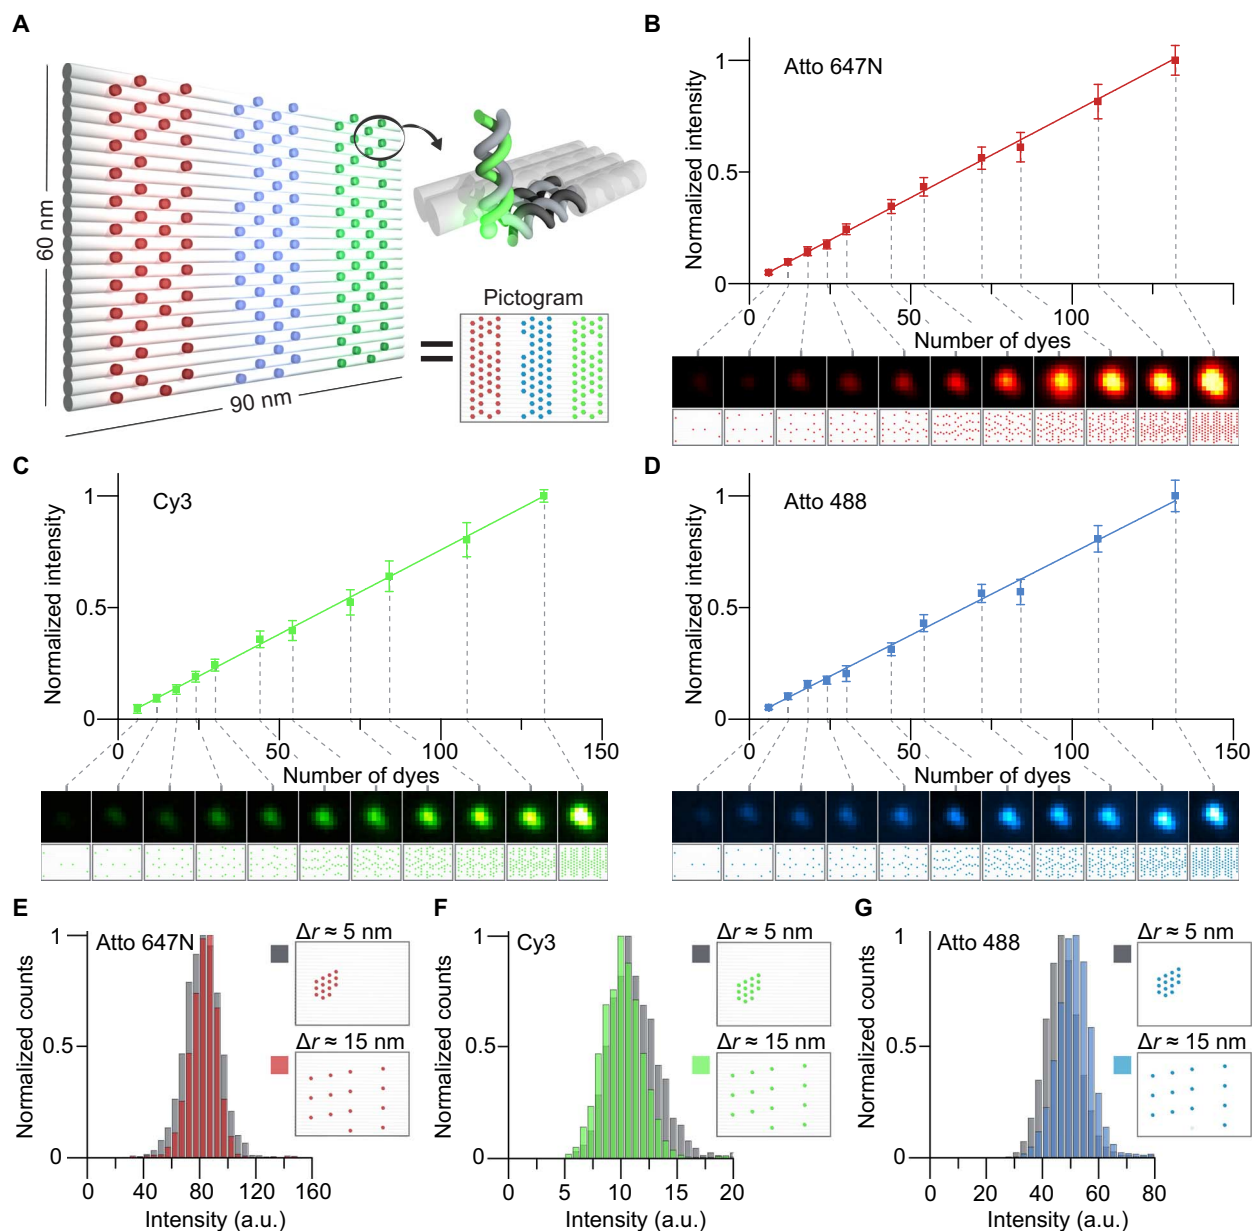 A
60 nm
90 nm
Pictogram
=
B
Atto 647N
Normalized intensity
1
0.5
0
0
50
100
Number of dyes
C
Cy3
Normalized intensity
1
0.5
0
0
50
100
150
Number of dyes
D
Atto 488
Normalized intensity
1
0.5
0
0
50
100
150
Number of dyes
E
Atto 647N
Normalized counts
1
0.5
0
0
40
80
120
160
Intensity (a.u.)
Δr ≈ 5 nm
Δr ≈ 15 nm
F
Cy3
Normalized counts
1
0.5
0
0
5
10
15
20
Intensity (a.u.)
Δr ≈ 5 nm
Δr ≈ 15 nm
G
Atto 488
Normalized counts
1
0.5
0
0
20
40
60
80
Intensity (a.u.)
Δr ≈ 5 nm
Δr ≈ 15 nm